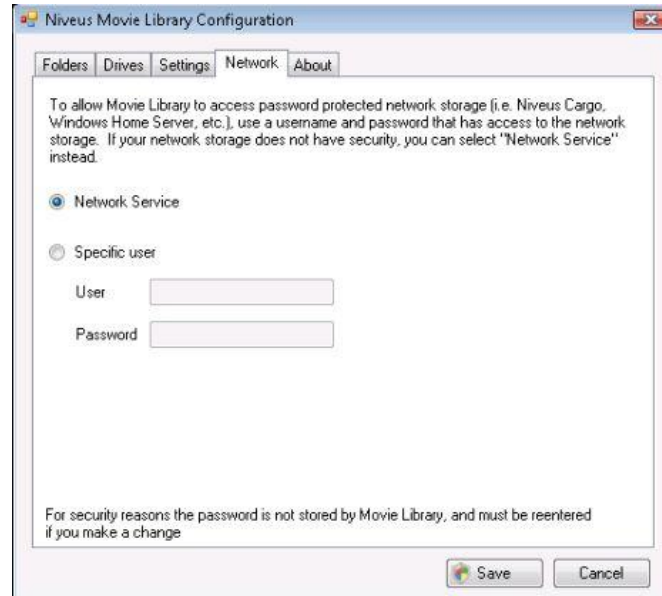 Niveus Movie Library Configuration
Folders Drives Settings Network About
To allow Movie Library to access password protected network storage (i.e. Niveus Cargo,
Windows Home Server, etc.), use a username and password that has access to the network
storage. If your network storage does not have security, you can select "Network Service"
instead.
Network Service
Specific user
User
Password
For security reasons the password is not stored by Movie Library, and must be reentered
if you make a change
Save Cancel